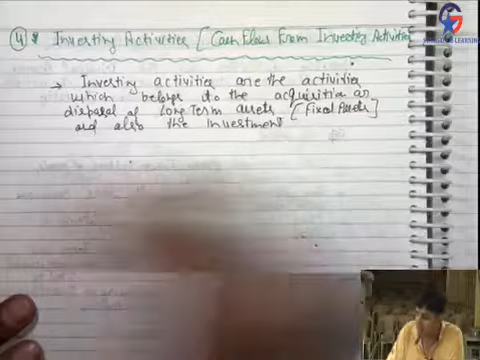 4 Investing Activities [Cash Flows From Investing Activities
→ Investing activities are the activities
which belongs to the acquisition or
disposal of Long Term assets [Fixed Assets]
and also the investment